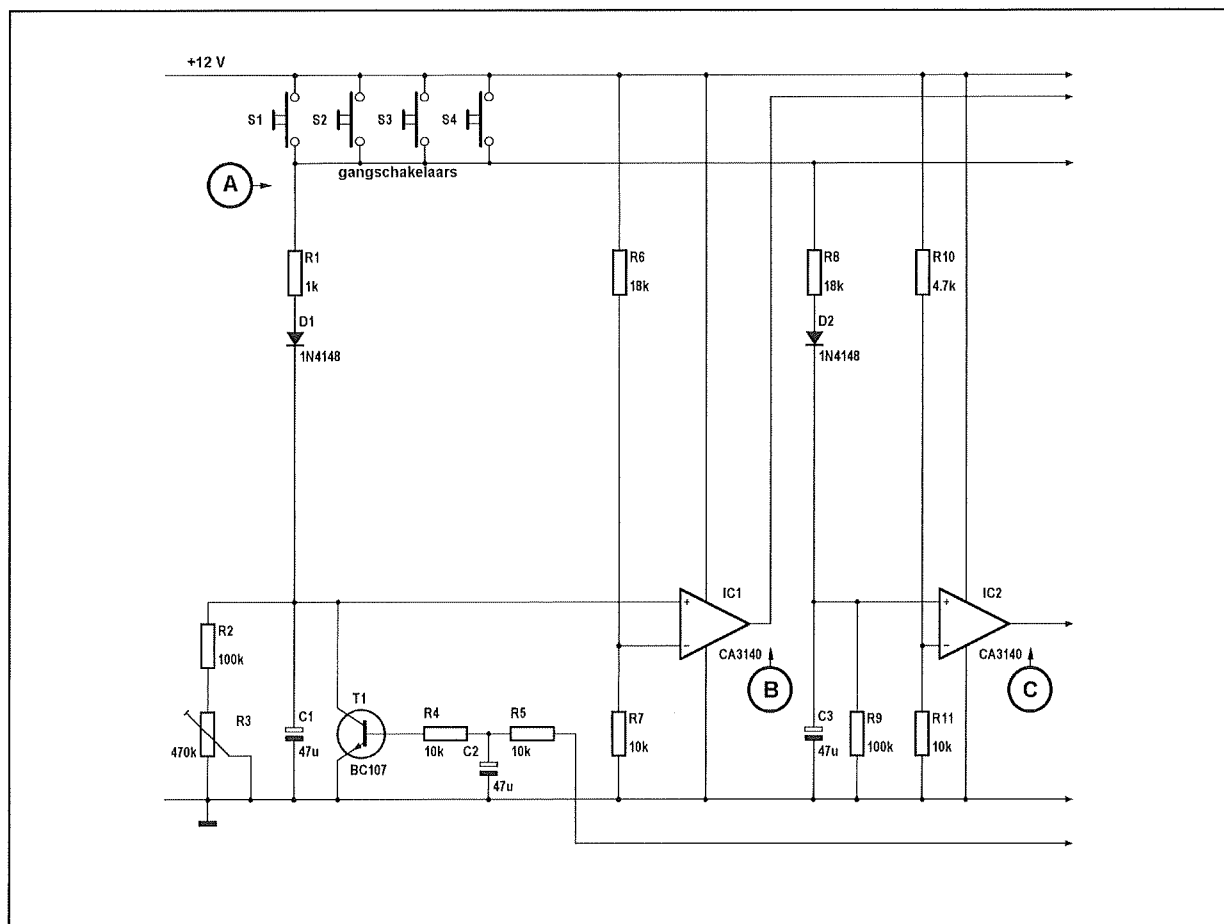 +12 V
S1
S2
S3
S4
gangschakelaars
A
R1
1k
R6
18k
R8
18k
R10
4.7k
D1
1N4148
D2
1N4148
IC1
+
−
CA3140
IC2
+
−
CA3140
R2
100k
B
C
T1
R3
470k
C1
47u
R4
10k
R5
10k
C2
47u
R7
10k
C3
47u
R9
100k
R11
10k
BC107